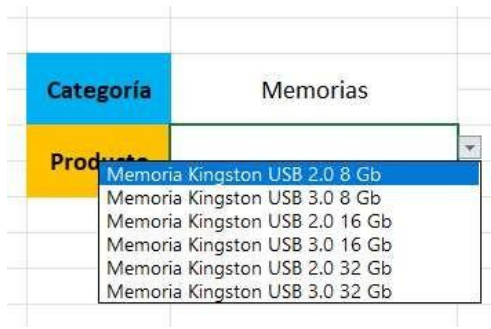 Categoría
Memorias
Producto
Memoria Kingston USB 2.0 8 Gb
Memoria Kingston USB 3.0 8 Gb
Memoria Kingston USB 2.0 16 Gb
Memoria Kingston USB 3.0 16 Gb
Memoria Kingston USB 2.0 32 Gb
Memoria Kingston USB 3.0 32 Gb